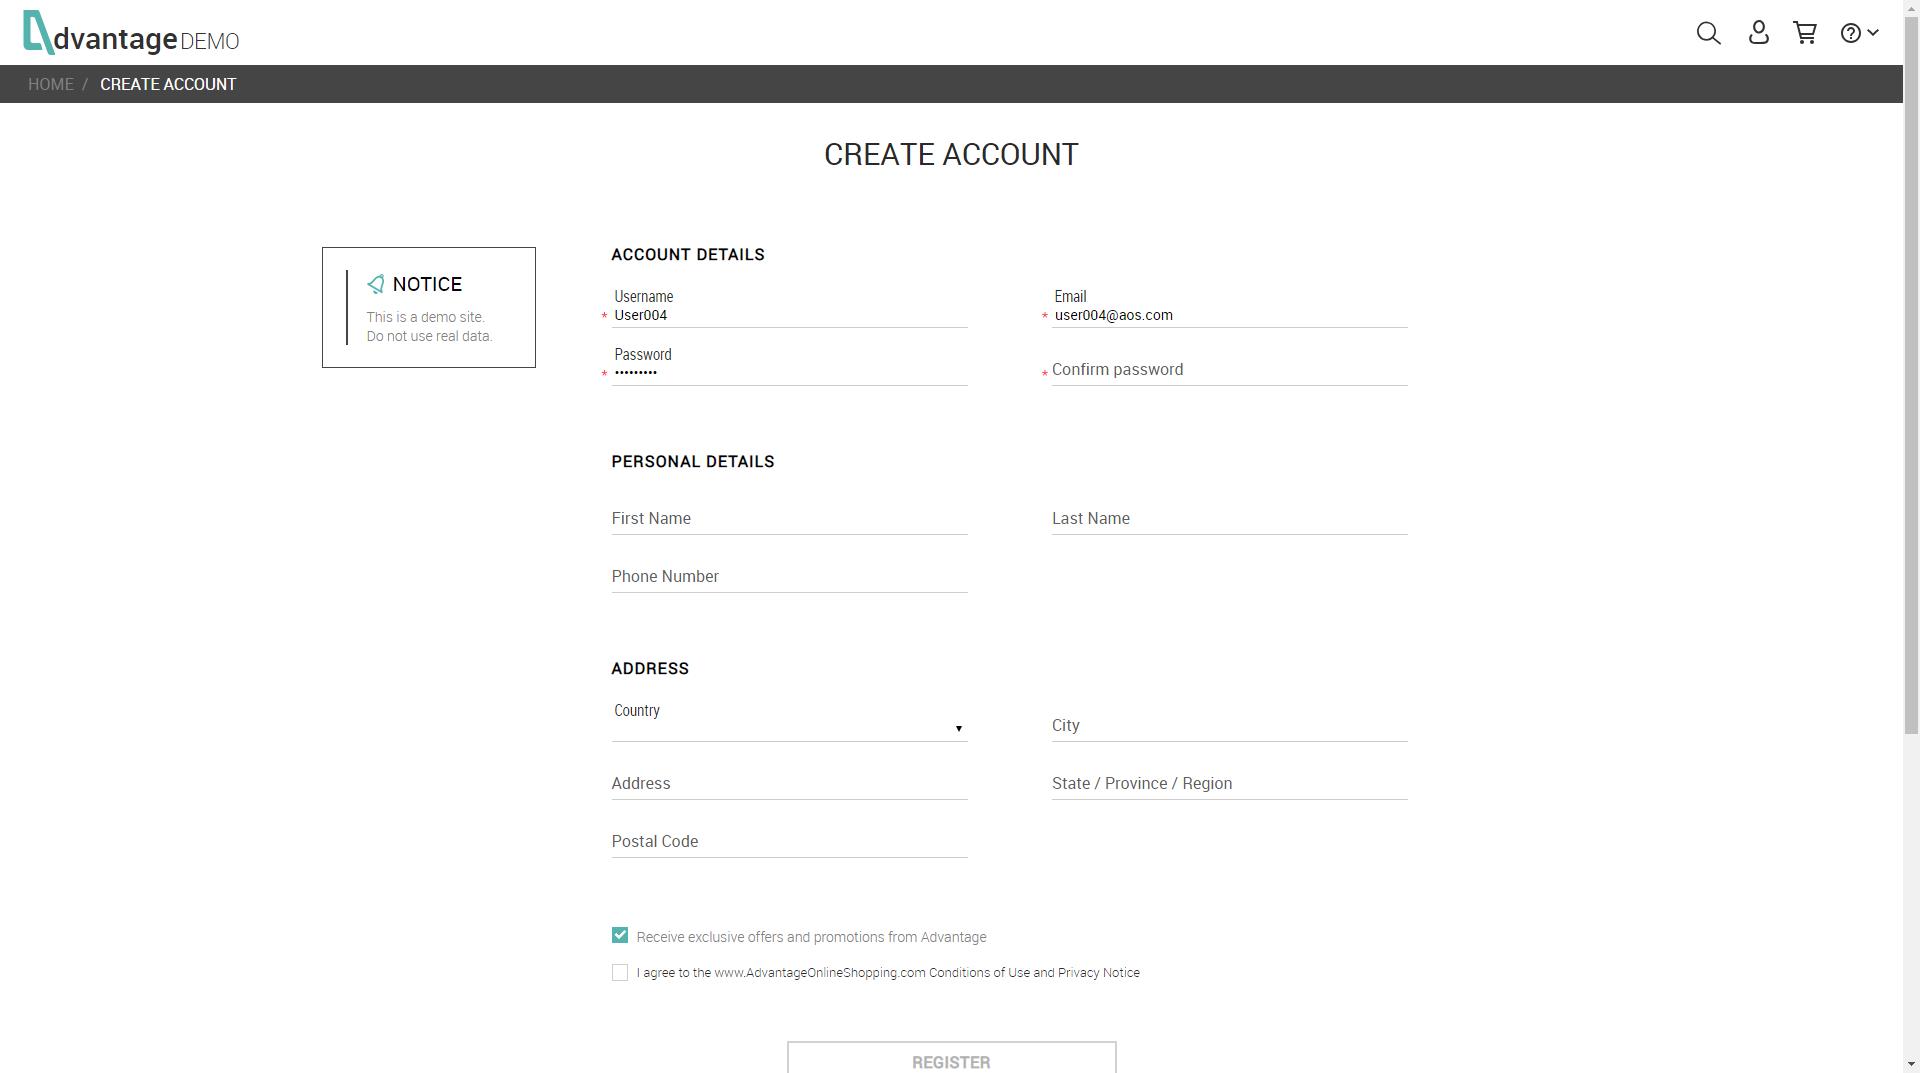 dvantage DEMO
HOME / CREATE ACCOUNT
CREATE ACCOUNT
NOTICE
This is a demo site.
Do not use real data.
ACCOUNT DETAILS
Username
* User004
Email
* user004@aos.com
Password
* •••••••••
* Confirm password
PERSONAL DETAILS
First Name
Last Name
Phone Number
ADDRESS
Country
City
Address
State / Province / Region
Postal Code
Receive exclusive offers and promotions from Advantage
I agree to the www.AdvantageOnlineShopping.com Conditions of Use and Privacy Notice
REGISTER